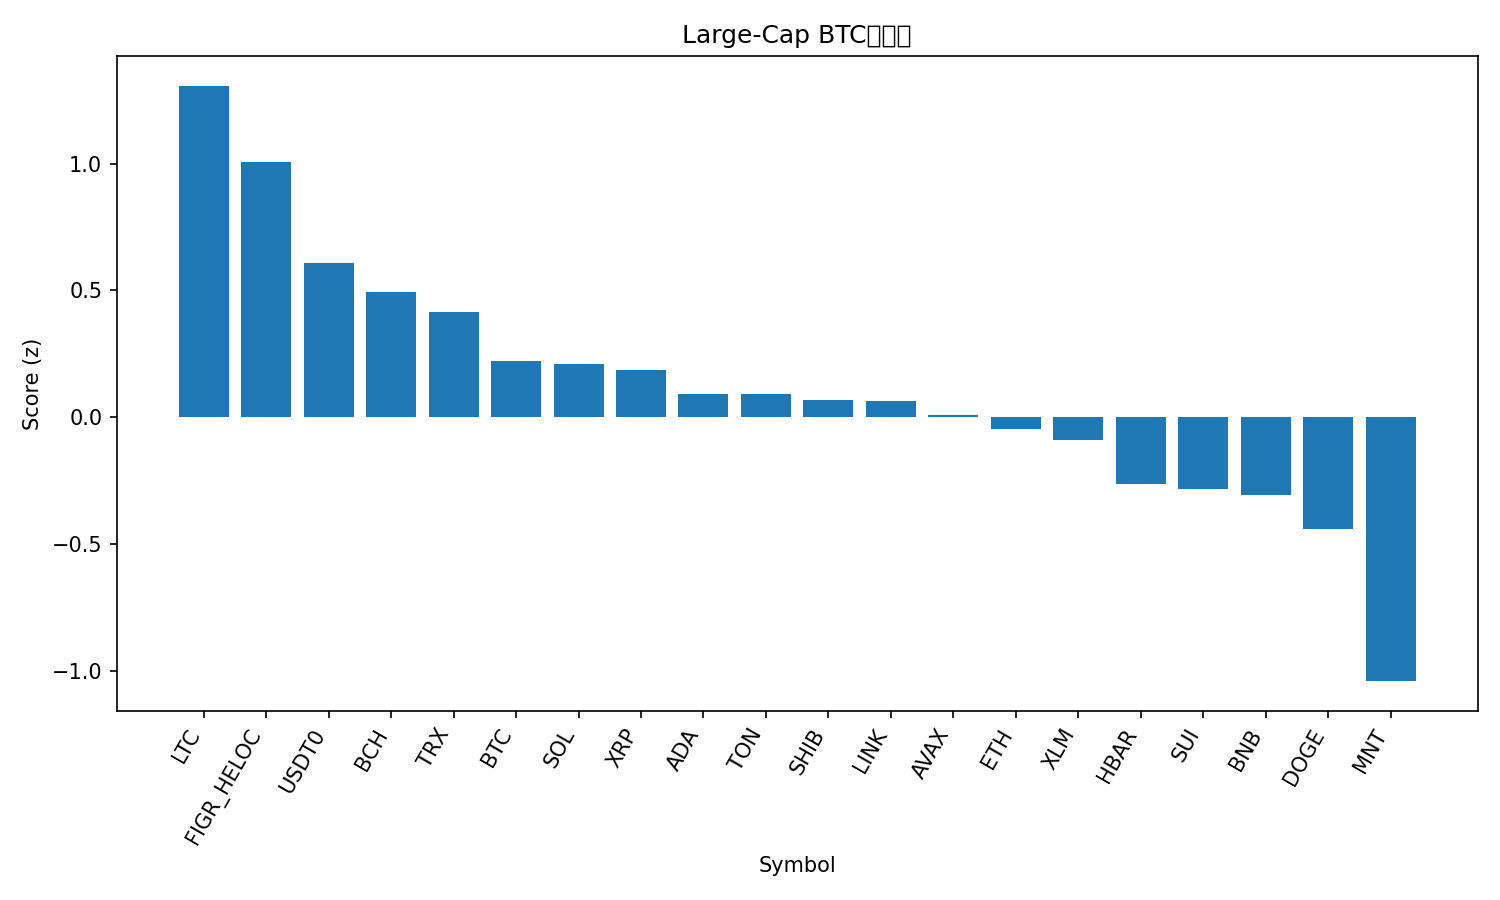 Large-Cap BTC
1.0
0.5
0.0
−0.5
−1.0
Score (z)
LTC
FIGR_HELOC
USDT0
BCH
TRX
BTC
SOL
XRP
ADA
TON
SHIB
LINK
AVAX
ETH
XLM
HBAR
SUI
BNB
DOGE
MNT
Symbol